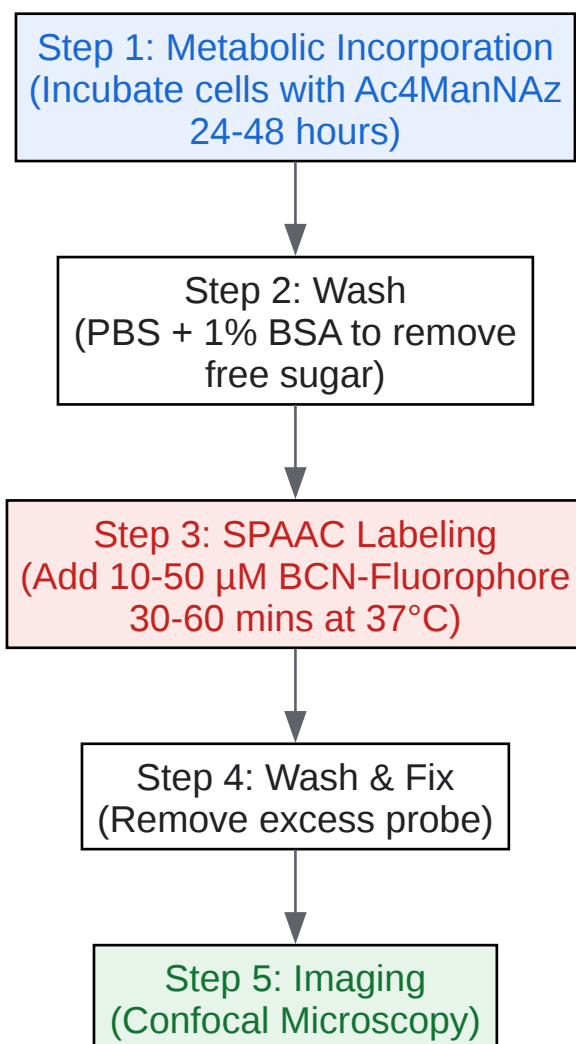 Step 1: Metabolic Incorporation
(Incubate cells with Ac4ManNAz
24-48 hours)
Step 2: Wash
(PBS + 1% BSA to remove
free sugar)
Step 3: SPAAC Labeling
(Add 10-50 µM BCN-Fluorophore
30-60 mins at 37°C)
Step 4: Wash & Fix
(Remove excess probe)
Step 5: Imaging
(Confocal Microscopy)